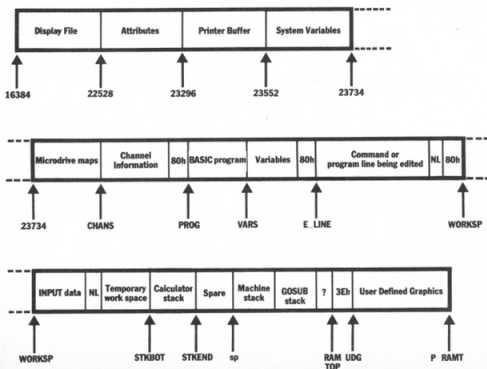 Display File Attributes Printer Buffer System Variables
16384 22528 23296 23552 23734
Microdrive maps Channel Information 80h BASIC program Variables 80h Command or program line being edited NL 80h
23734 CHANS PROG VARS E_LINE WORKSP
INPUT data NL Temporary work space Calculator stack Spare Machine stack GOSUB stack ? 3Eh User Defined Graphics
WORKSP STKBOT STKEND sp RAM TOP UDG P RAMT